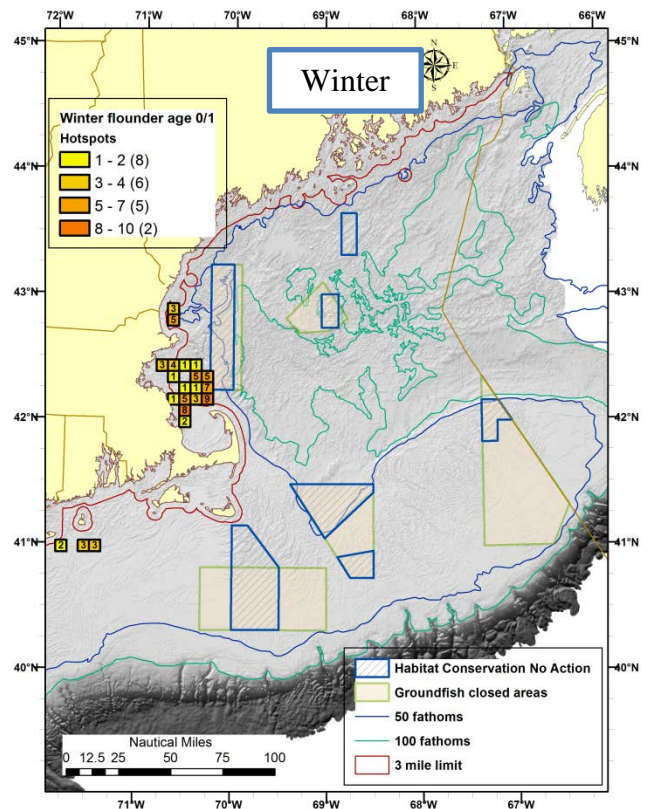 72°W 71°W 70°W 69°W 68°W 67°W 66°W
45°N 45°N
Winter
N
E
S
Winter flounder age 0/1
Hotspots
1 - 2 (8)
3 - 4 (6)
5 - 7 (5)
8 - 10 (2)
44°N 44°N
43°N 43°N
3
5
3 4 1 1
1 5 5
1 1 7
1 5 3 9
8
2
42°N 42°N
41°N 41°N
2 3 3
40°N 40°N
Habitat Conservation No Action
Groundfish closed areas
50 fathoms
100 fathoms
3 mile limit
Nautical Miles
0 12.5 25 50 75 100
71°W 70°W 69°W 68°W 67°W